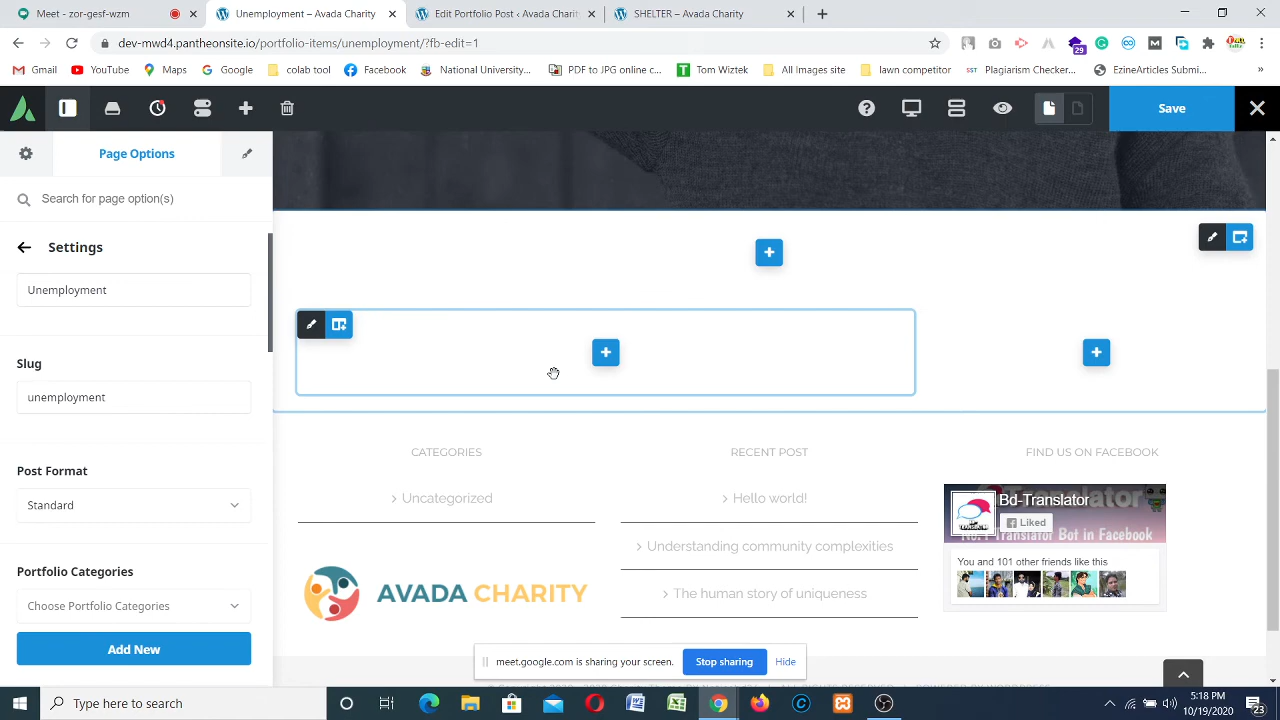 Meet - zor-gesf-mwz
Unemployment – Avada Charity
Edit Portfolio Post ‹ Avada Charity
SHELTER – Avada Charity
dev-mwd4.pantheonsite.io/portfolio-items/unemployment/?fb-edit=1
29
Gmail
YouTube
Maps
Google
colab tool
Facebook
National University...
PDF to JPG online c...
Tom Wiztek
All Images site
lawn competitor
SST Plagiarism Checker...
EzineArticles Submi...
»
Save
Page Options
Search for page option(s)
Settings
Unemployment
Slug
unemployment
Post Format
Standard
Portfolio Categories
Choose Portfolio Categories
Add New
CATEGORIES
Uncategorized
AVADA CHARITY
RECENT POST
Hello world!
Understanding community complexities
The human story of uniqueness
FIND US ON FACEBOOK
Bd-Translator
Liked
No.1 Translator Bot in Facebook
You and 101 other friends like this
meet.google.com is sharing your screen.
Stop sharing
Hide
Type here to search
5:18 PM
10/19/2020
23